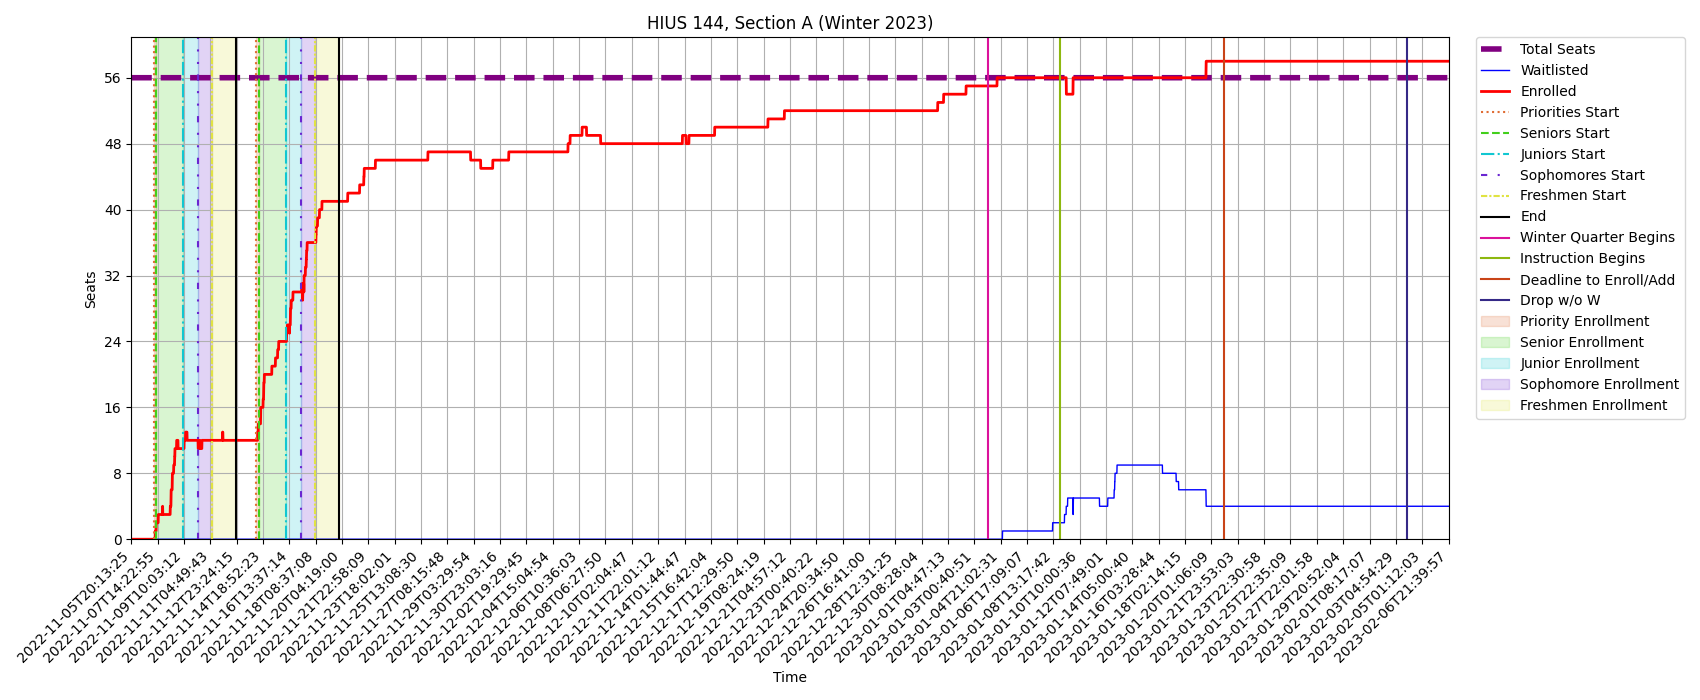 HIUS 144, Section A (Winter 2023)
Seats
56
48
40
32
24
16
8
0
2022-11-05T20:13:25
2022-11-07T14:22:55
2022-11-09T10:03:12
2022-11-11T04:49:43
2022-11-12T23:24:15
2022-11-14T18:52:23
2022-11-16T13:37:14
2022-11-18T08:37:08
2022-11-20T04:19:00
2022-11-21T22:58:09
2022-11-23T18:02:01
2022-11-25T13:08:30
2022-11-27T08:15:48
2022-11-29T03:29:54
2022-11-30T23:03:16
2022-12-02T19:29:45
2022-12-04T15:04:54
2022-12-06T10:36:03
2022-12-08T06:27:50
2022-12-10T02:04:47
2022-12-11T22:01:12
2022-12-14T01:44:47
2022-12-15T16:42:04
2022-12-17T12:29:50
2022-12-19T08:24:19
2022-12-21T04:57:12
2022-12-23T00:40:22
2022-12-24T20:34:50
2022-12-26T16:41:00
2022-12-28T12:31:25
2022-12-30T08:28:04
2023-01-01T04:47:13
2023-01-03T00:40:51
2023-01-04T21:02:31
2023-01-06T17:09:07
2023-01-08T13:17:42
2023-01-10T10:00:36
2023-01-12T07:49:01
2023-01-14T05:00:40
2023-01-16T03:28:44
2023-01-18T02:14:15
2023-01-20T01:06:09
2023-01-21T23:53:03
2023-01-23T22:30:58
2023-01-25T22:35:09
2023-01-27T22:01:58
2023-01-29T20:52:04
2023-02-01T08:17:07
2023-02-03T04:54:29
2023-02-05T01:12:03
2023-02-06T21:39:57
Time
Total Seats
Waitlisted
Enrolled
Priorities Start
Seniors Start
Juniors Start
Sophomores Start
Freshmen Start
End
Winter Quarter Begins
Instruction Begins
Deadline to Enroll/Add
Drop w/o W
Priority Enrollment
Senior Enrollment
Junior Enrollment
Sophomore Enrollment
Freshmen Enrollment